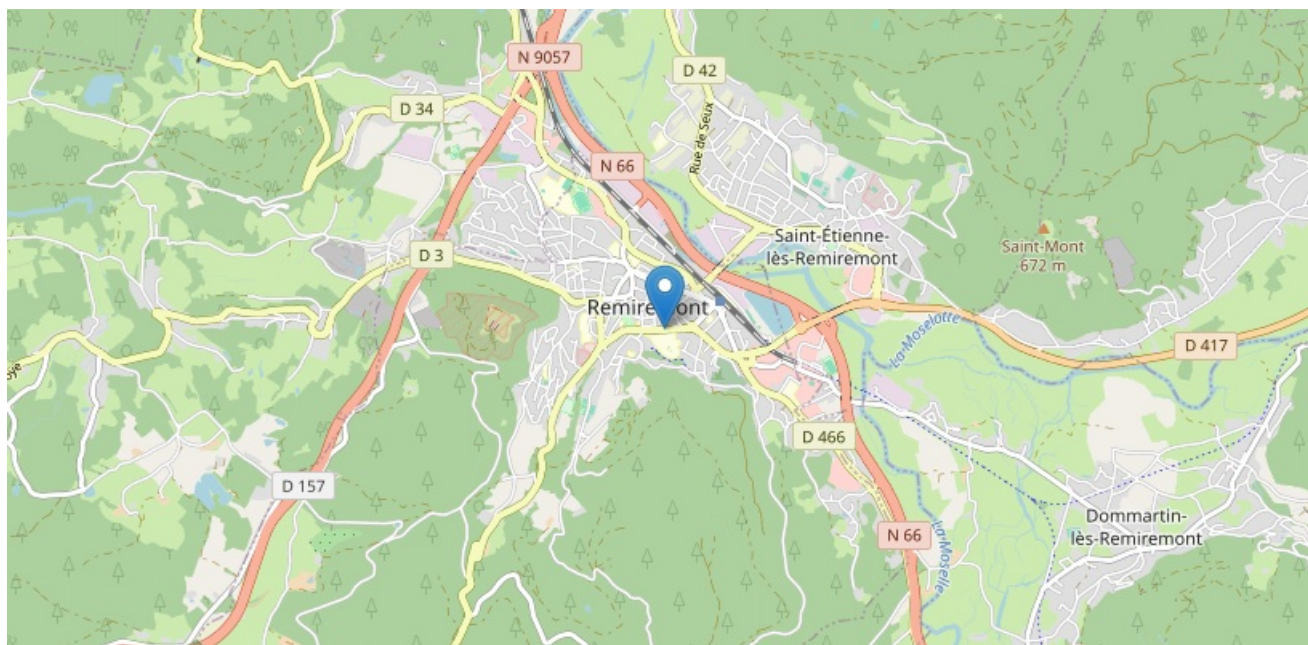 N 9057
D 42
D 34
Rue de Seux
N 66
Saint-Étienne-
lès-Remiremont
Saint-Mont
672 m
D 3
Remiremont
La Moselotte
D 417
oye
D 466
D 157
Dommartin-
lès-Remiremont
N 66
La Moselle